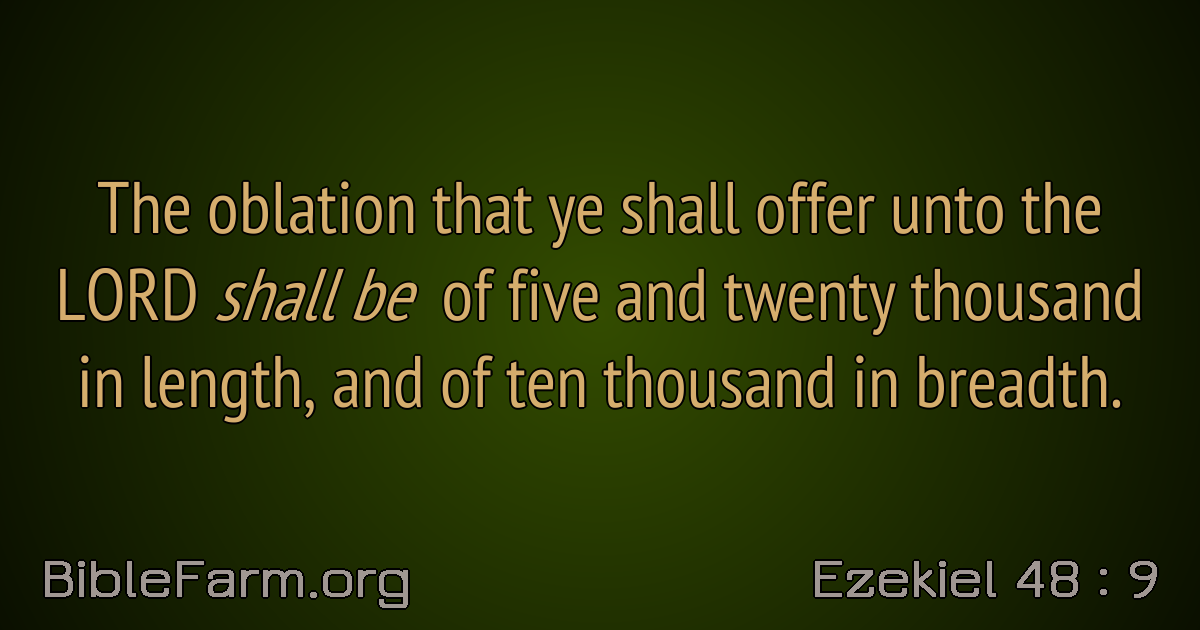 The oblation that ye shall offer unto the
LORD shall be of five and twenty thousand
in length, and of ten thousand in breadth.
BibleFarm.org
Ezekiel 48 : 9